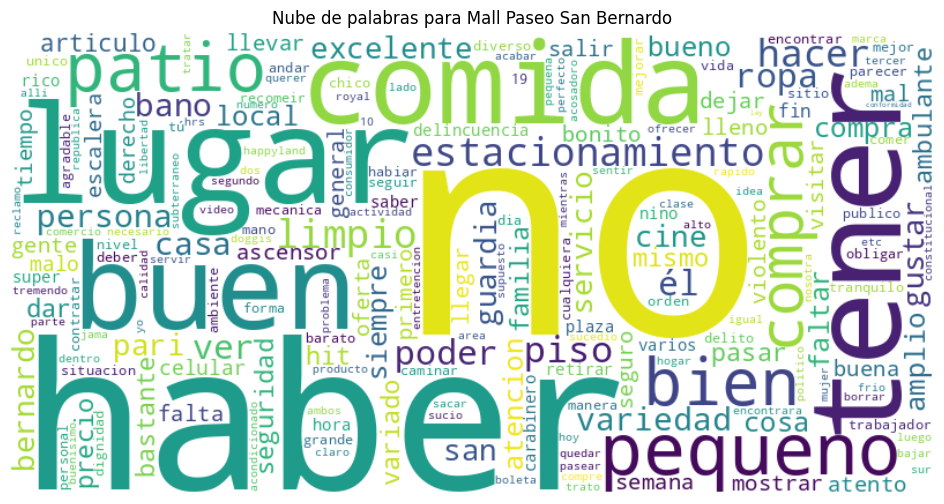 Nube de palabras para Mall Paseo San Bernardo
articulo
llevar
excelente
diverso
salir
bueno
encontrar
marca
hacer
mejor
unico
patio
tratar
andar
querer
acabar
comida
vida
tercer
rico
bano
recomeir
chico
19
pequena
perfecto
acosador
mejorar
ropa
parecer
adema
alli
lugar
numero
royal
lado
10
sitio
mal
conformidad
tiempo
republica
agradable
escalera
derecho
libertad
tú
hrs
local
general
consumidor
delincuencia
bonito
ofrecer
dejar
lleno
fin
compra
comer
ley
ambulante
happyland
no
estacionamiento
rapido
comprar
visitar
tener
persona
subterraneo
segundo
dos
habiar
seguir
sentir
idea
reclamo
comercio
necesario
video
mecanica
actividad
saber
dia
nino
clase
alto
violento
publico
casa
limpio
mano
guardia
mientras
cine
gente
nivel
deber
ascensor
doggis
servicio
mismo
él
etc
obligar
gustar
constitucional
malo
super
buen
servir
calidad
ambiente
casi
oferta
primero
llegar
entretencion
supuesto
familiar
cualquiera
orden
nostra
tranquilo
tremendo
dar
contratar
yo
forma
problema
siempre
plaza
igual
faltar
amplio
parte
jama
pari
ver
barato
area
sucedio
varios
delito
bernardo
dentro
situacion
haber
hit
poder
piso
retirar
seguro
pasar
politico
buena
frio
borrar
bastante
celular
seguridad
producto
caminar
atencion
manera
bien
hogar
mujer
precio
falta
ambos
hora
variado
sacar
sucio
san
carabinero
variedad
cosa
encontrara
trabajador
personal
buenisimo
dignidad
acondicionado
grande
claro
hoy
quedar
pasear
compre
trato
pequeno
semana
mostrar
bajar
luego
sur
boleta
atento